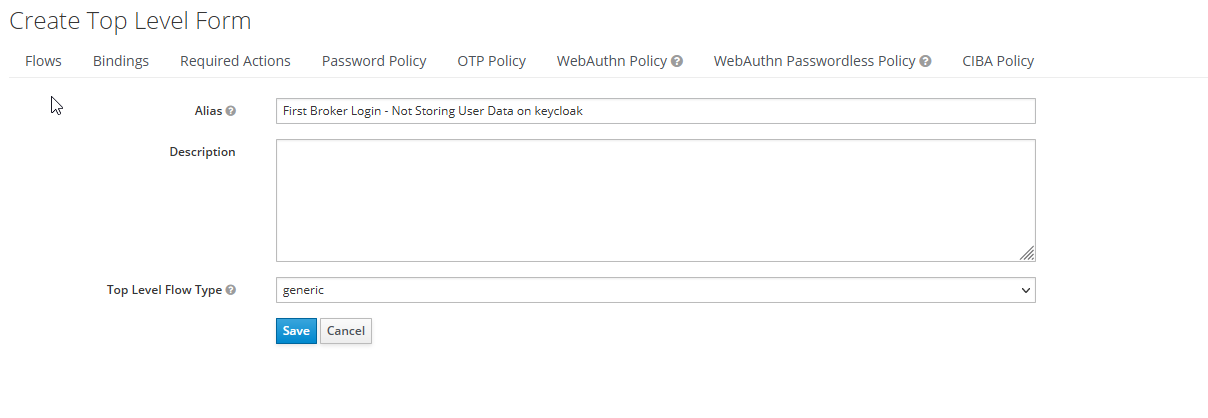 Create Top Level Form
Flows Bindings Required Actions Password Policy OTP Policy WebAuthn Policy ? WebAuthn Passwordless Policy ? CIBA Policy
Alias ? First Broker Login - Not Storing User Data on keycloak
Description
Top Level Flow Type ? generic
Save Cancel